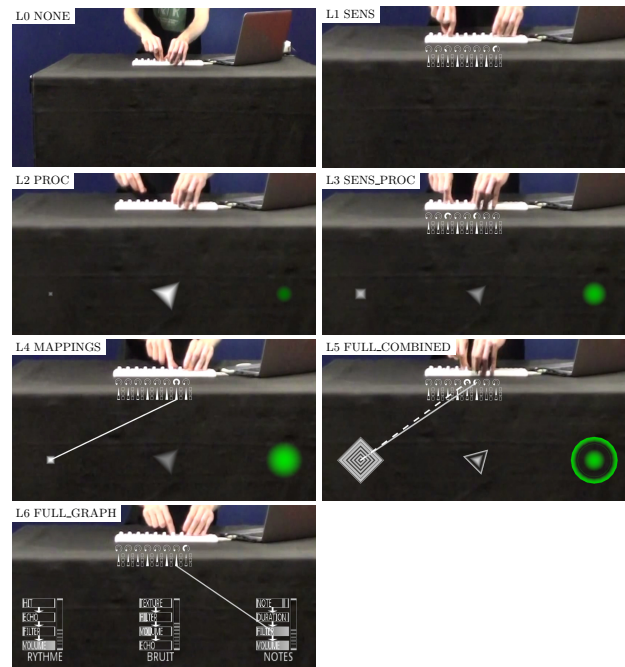 L0 NONE
L1 SENS
L2 PROC
L3 SENS_PROC
L4 MAPPINGS
L5 FULL_COMBINED
L6 FULL_GRAPH
HIT
ECHO
FILTER
VOLUME
RYTHME
TEXTURE
FILTER
VOLUME
ECHO
BRUIT
NOTE
DURATION
FILTER
VOLUME
NOTES